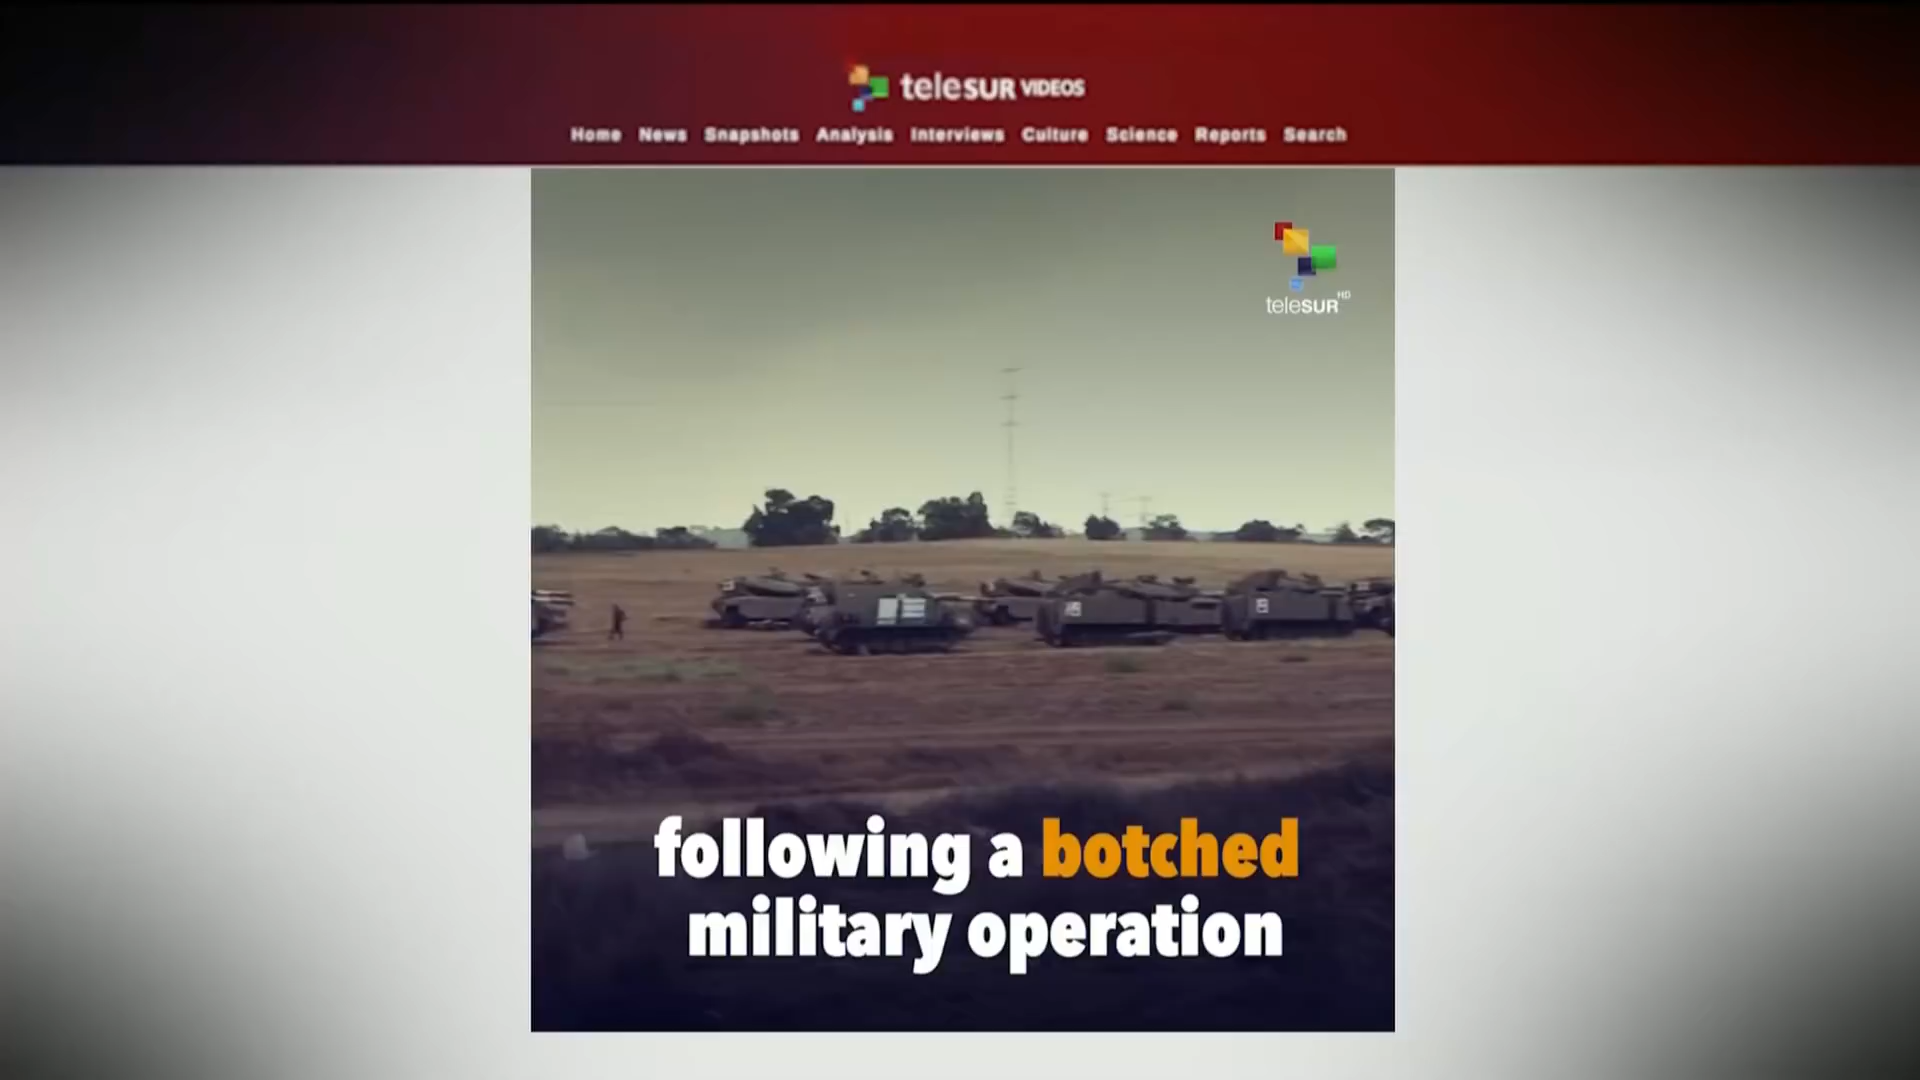 teleSUR VIDEOS
Home News Snapshots Analysis Interviews Culture Science Reports Search
teleSUR HD
following a botched
military operation